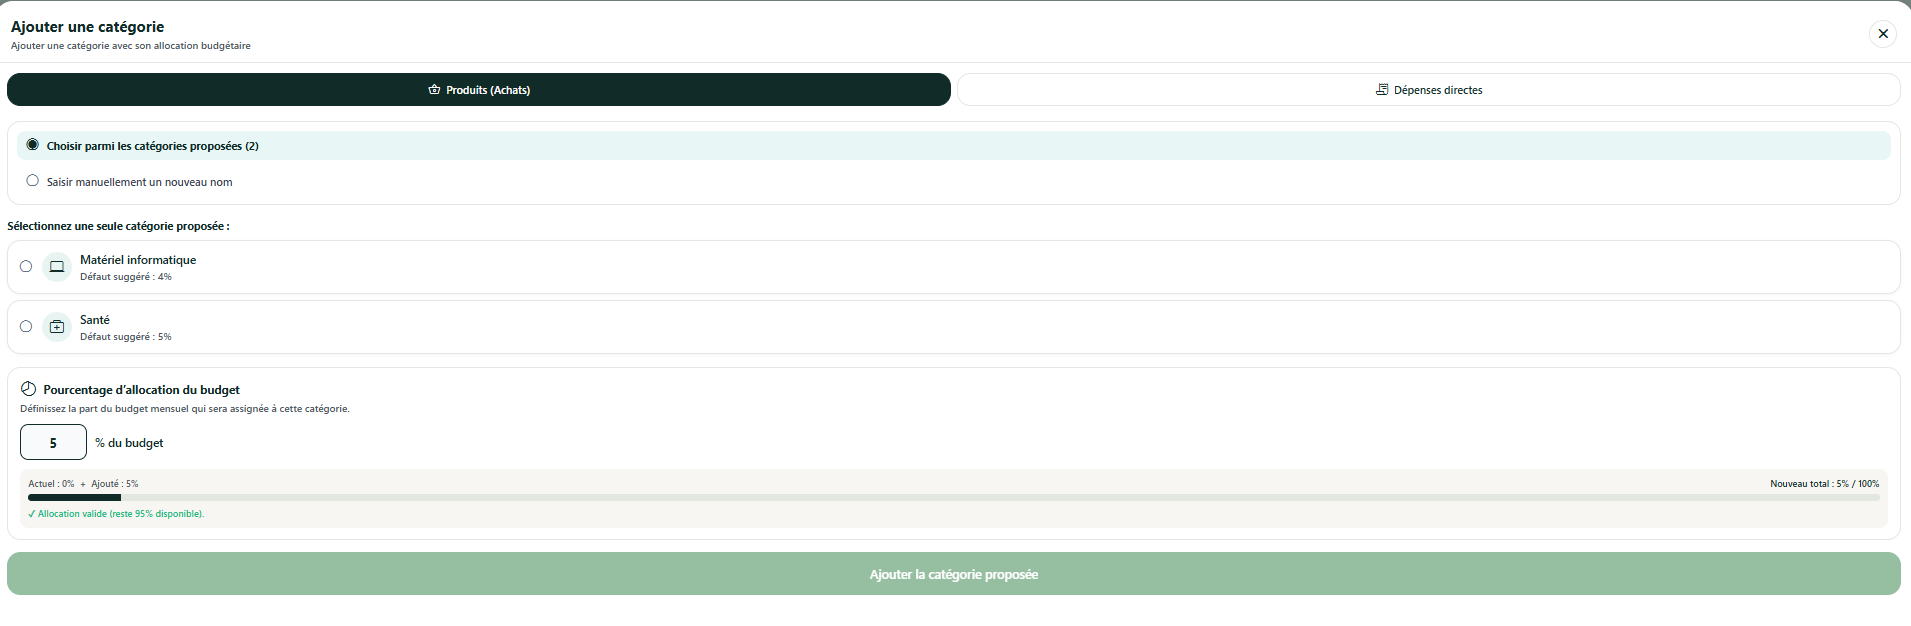 Ajouter une catégorie
Ajouter une catégorie avec son allocation budgétaire
Produits (Achats)
Dépenses directes
Choisir parmi les catégories proposées (2)
Saisir manuellement un nouveau nom
Sélectionnez une seule catégorie proposée :
Matériel informatique
Défaut suggéré : 4%
Santé
Défaut suggéré : 5%
Pourcentage d’allocation du budget
Définissez la part du budget mensuel qui sera assignée à cette catégorie.
5 % du budget
Actuel : 0% + Ajouté : 5% Nouveau total : 5% / 100%
✓ Allocation valide (reste 95% disponible).
Ajouter la catégorie proposée